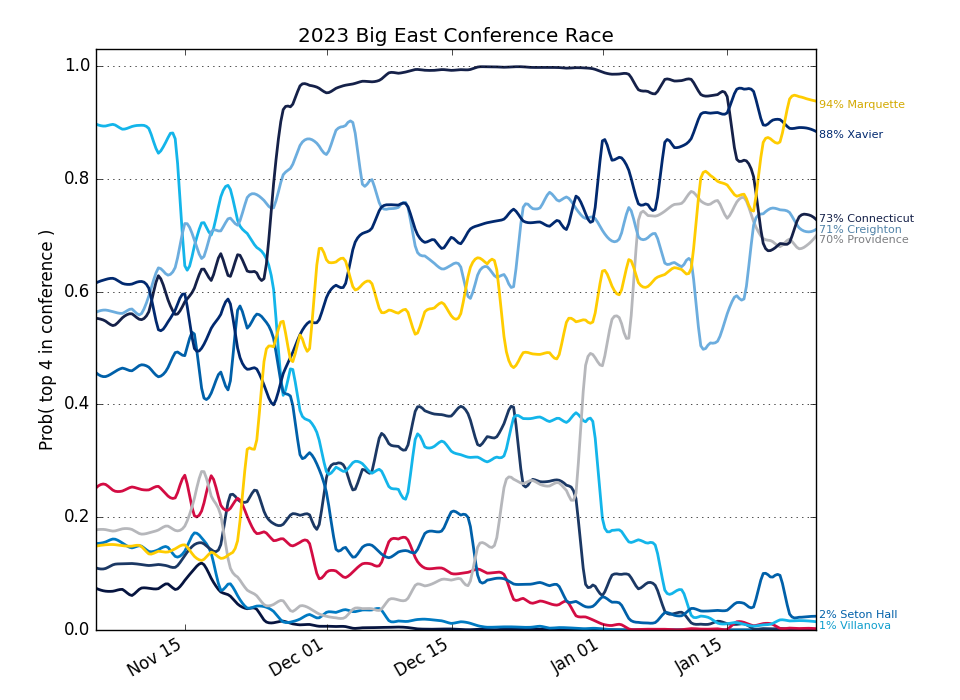 2023 Big East Conference Race
Prob( top 4 in conference )
1.0
0.8
0.6
0.4
0.2
0.0
Nov 15
Dec 01
Dec 15
Jan 01
Jan 15
94% Marquette
88% Xavier
73% Connecticut
71% Creighton
70% Providence
2% Seton Hall
1% Villanova